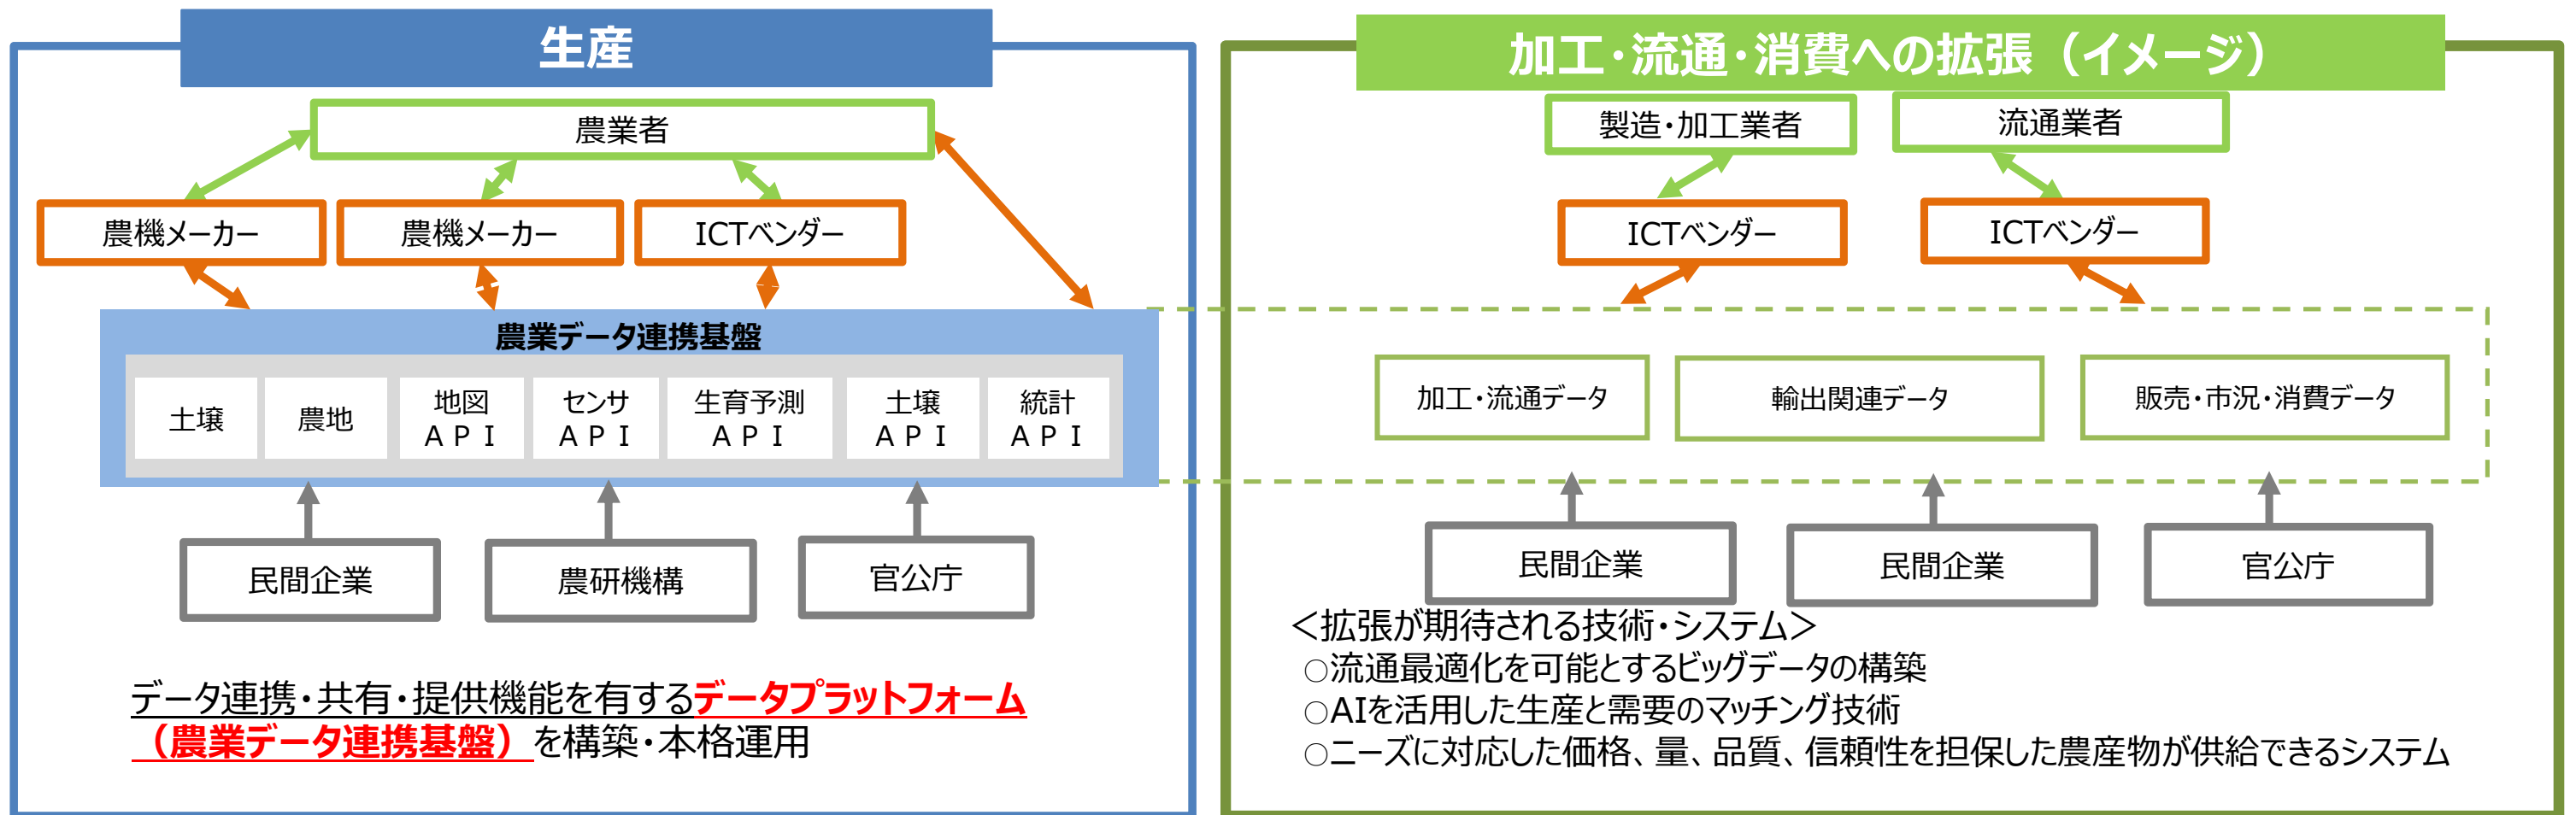 生産
農業者
農機メーカー
農機メーカー
ICTベンダー
農業データ連携基盤
土壌
農地
地図
ＡＰＩ
センサ
ＡＰＩ
生育予測
ＡＰＩ
土壌
ＡＰＩ
統計
ＡＰＩ
民間企業
農研機構
官公庁
データ連携・共有・提供機能を有するデータプラットフォーム
（農業データ連携基盤）を構築・本格運用
加工・流通・消費への拡張（イメージ）
製造・加工業者
流通業者
ICTベンダー
ICTベンダー
加工・流通データ
輸出関連データ
販売・市況・消費データ
民間企業
民間企業
官公庁
＜拡張が期待される技術・システム＞
○流通最適化を可能とするビッグデータの構築
○AIを活用した生産と需要のマッチング技術
○ニーズに対応した価格、量、品質、信頼性を担保した農産物が供給できるシステム